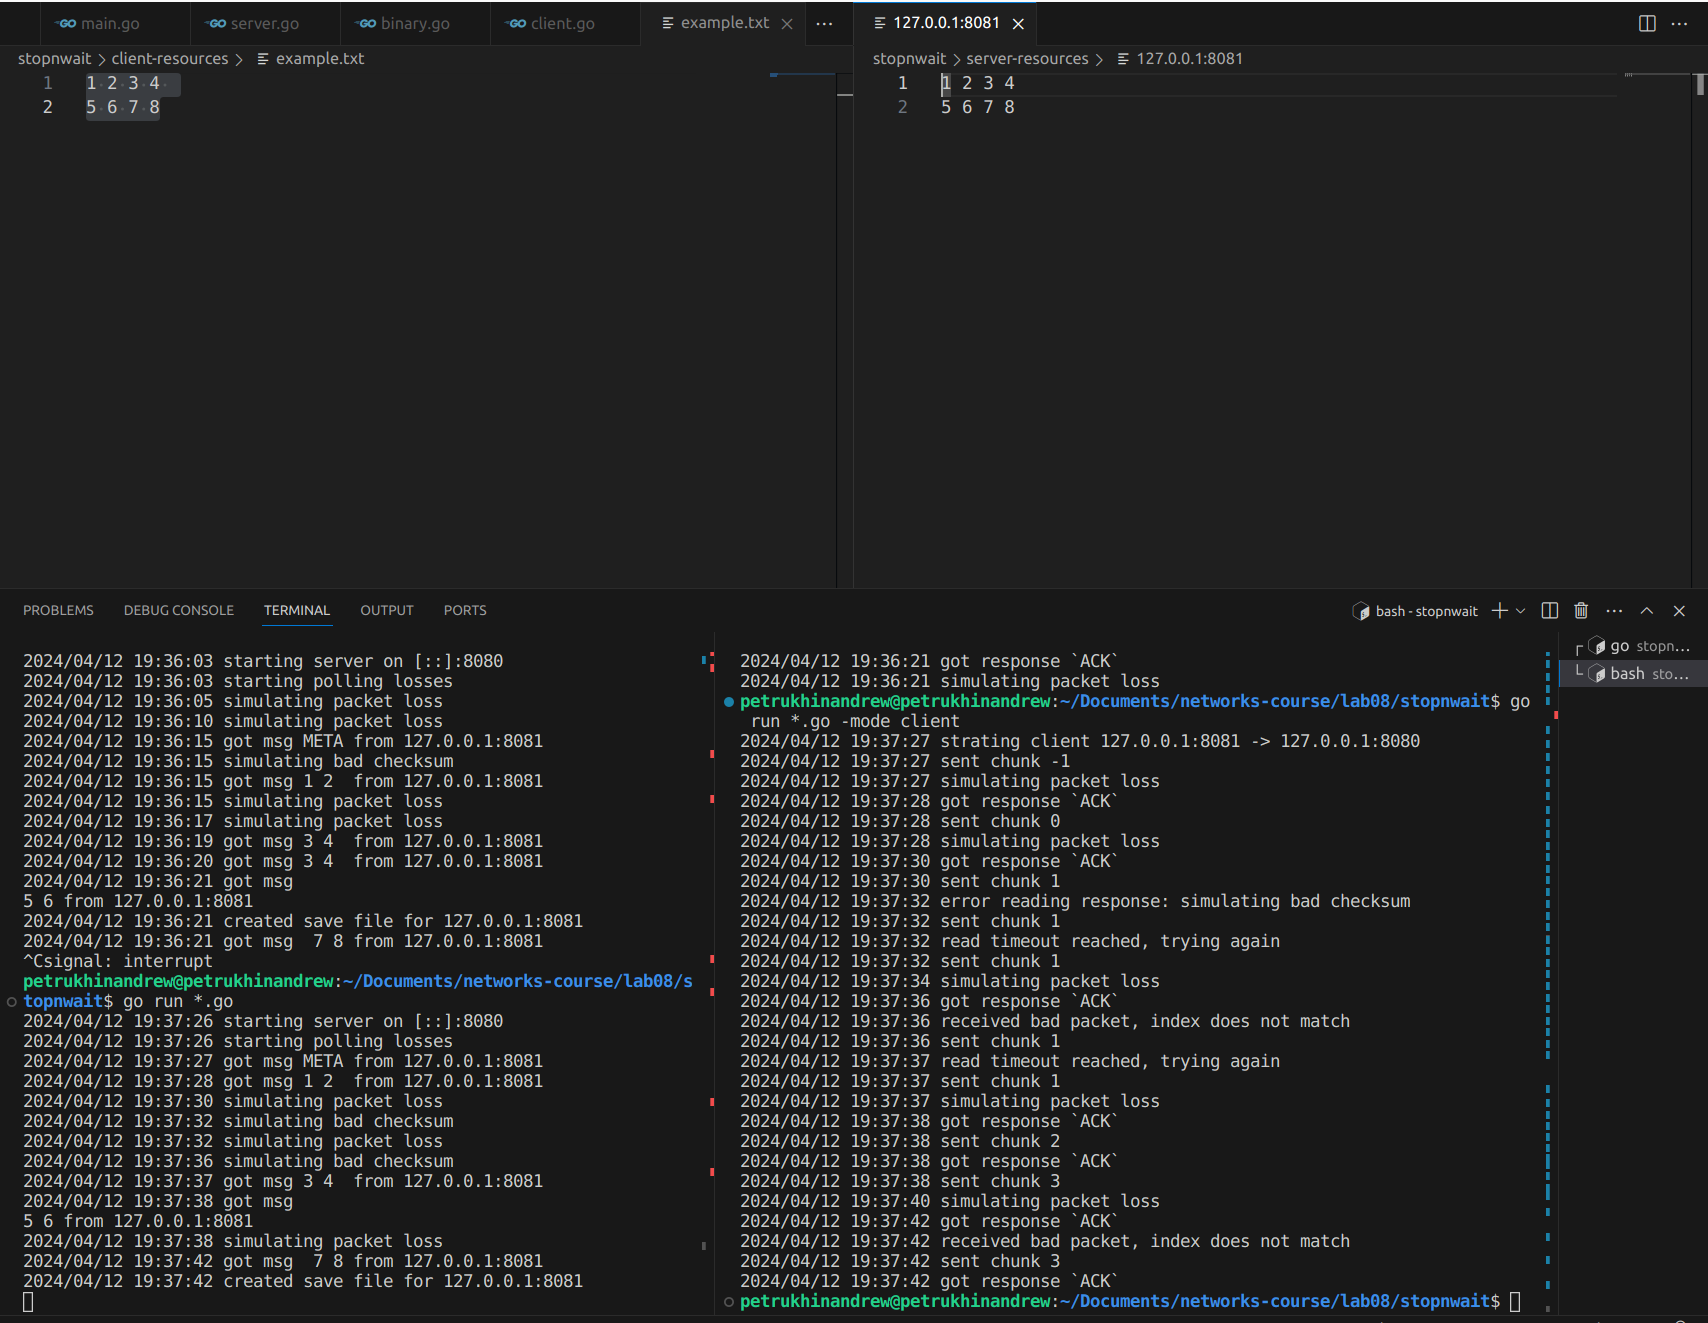 main.go
server.go
binary.go
client.go
example.txt
127.0.0.1:8081
stopnwait > client-resources > example.txt
stopnwait > server-resources > 127.0.0.1:8081
1 1 2 3 4
2 5 6 7 8
1 1 2 3 4
2 5 6 7 8
PROBLEMS DEBUG CONSOLE TERMINAL OUTPUT PORTS
bash - stopnwait
2024/04/12 19:36:03 starting server on [::]:8080
2024/04/12 19:36:03 starting polling losses
2024/04/12 19:36:05 simulating packet loss
2024/04/12 19:36:10 simulating packet loss
2024/04/12 19:36:15 got msg META from 127.0.0.1:8081
2024/04/12 19:36:15 simulating bad checksum
2024/04/12 19:36:15 got msg 1 2  from 127.0.0.1:8081
2024/04/12 19:36:15 simulating packet loss
2024/04/12 19:36:17 simulating packet loss
2024/04/12 19:36:19 got msg 3 4  from 127.0.0.1:8081
2024/04/12 19:36:20 got msg 3 4  from 127.0.0.1:8081
2024/04/12 19:36:21 got msg
5 6 from 127.0.0.1:8081
2024/04/12 19:36:21 created save file for 127.0.0.1:8081
2024/04/12 19:36:21 got msg  7 8 from 127.0.0.1:8081
^Csignal: interrupt
petrukhinandrew@petrukhinandrew:~/Documents/networks-course/lab08/s
topnwait$ go run *.go
2024/04/12 19:37:26 starting server on [::]:8080
2024/04/12 19:37:26 starting polling losses
2024/04/12 19:37:27 got msg META from 127.0.0.1:8081
2024/04/12 19:37:28 got msg 1 2  from 127.0.0.1:8081
2024/04/12 19:37:30 simulating packet loss
2024/04/12 19:37:32 simulating bad checksum
2024/04/12 19:37:32 simulating packet loss
2024/04/12 19:37:36 simulating bad checksum
2024/04/12 19:37:37 got msg 3 4  from 127.0.0.1:8081
2024/04/12 19:37:38 got msg
5 6 from 127.0.0.1:8081
2024/04/12 19:37:38 simulating packet loss
2024/04/12 19:37:42 got msg  7 8 from 127.0.0.1:8081
2024/04/12 19:37:42 created save file for 127.0.0.1:8081
2024/04/12 19:36:21 got response `ACK`
2024/04/12 19:36:21 simulating packet loss
petrukhinandrew@petrukhinandrew:~/Documents/networks-course/lab08/stopnwait$ go
run *.go -mode client
2024/04/12 19:37:27 strating client 127.0.0.1:8081 -> 127.0.0.1:8080
2024/04/12 19:37:27 sent chunk -1
2024/04/12 19:37:27 simulating packet loss
2024/04/12 19:37:28 got response `ACK`
2024/04/12 19:37:28 sent chunk 0
2024/04/12 19:37:28 simulating packet loss
2024/04/12 19:37:30 got response `ACK`
2024/04/12 19:37:30 sent chunk 1
2024/04/12 19:37:32 error reading response: simulating bad checksum
2024/04/12 19:37:32 sent chunk 1
2024/04/12 19:37:32 read timeout reached, trying again
2024/04/12 19:37:32 sent chunk 1
2024/04/12 19:37:34 simulating packet loss
2024/04/12 19:37:36 got response `ACK`
2024/04/12 19:37:36 received bad packet, index does not match
2024/04/12 19:37:36 sent chunk 1
2024/04/12 19:37:37 read timeout reached, trying again
2024/04/12 19:37:37 sent chunk 1
2024/04/12 19:37:37 simulating packet loss
2024/04/12 19:37:38 got response `ACK`
2024/04/12 19:37:38 sent chunk 2
2024/04/12 19:37:38 got response `ACK`
2024/04/12 19:37:38 sent chunk 3
2024/04/12 19:37:40 simulating packet loss
2024/04/12 19:37:42 got response `ACK`
2024/04/12 19:37:42 received bad packet, index does not match
2024/04/12 19:37:42 sent chunk 3
2024/04/12 19:37:42 got response `ACK`
petrukhinandrew@petrukhinandrew:~/Documents/networks-course/lab08/stopnwait$
go stopn...
bash sto...